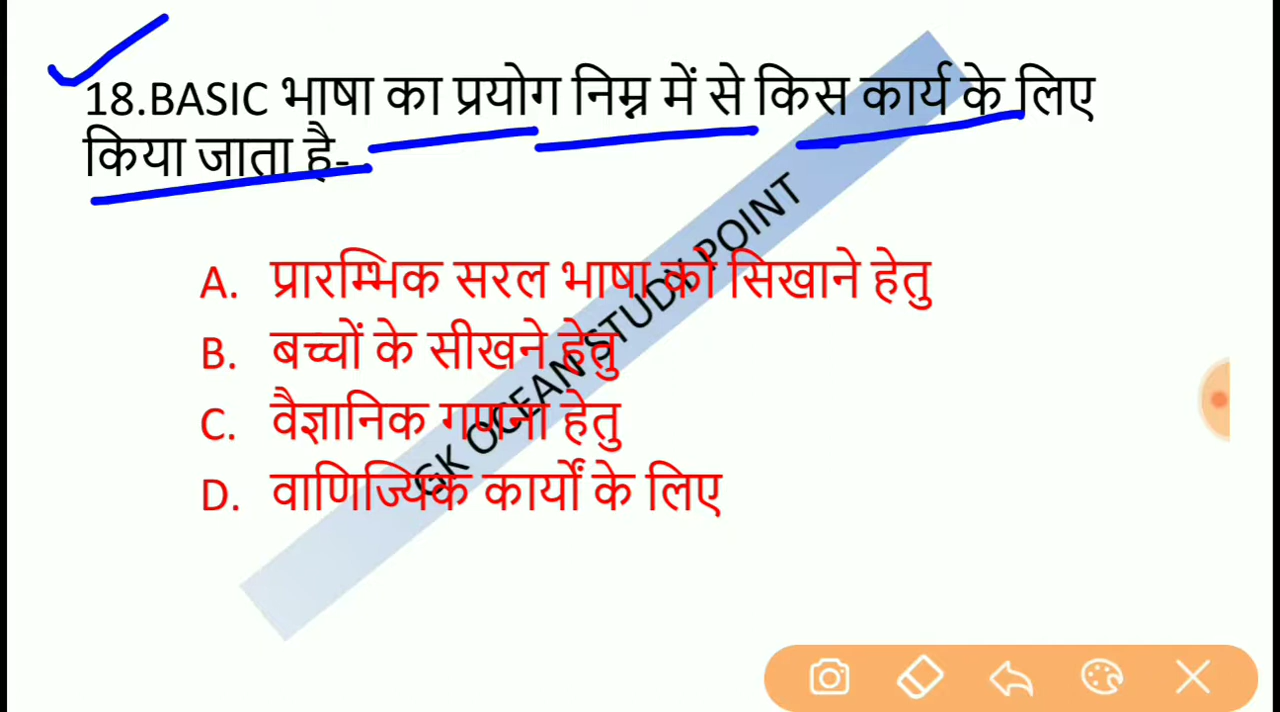 18.BASIC भाषा का प्रयोग निम्न में से किस कार्य के लिए
किया जाता है-
A. प्रारम्भिक सरल भाषा को सिखाने हेतु
B. बच्चों के सीखने हेतु
C. वैज्ञानिक गणना हेतु
D. वाणिज्यिक कार्यों के लिए
GK OCEAN STUDY POINT